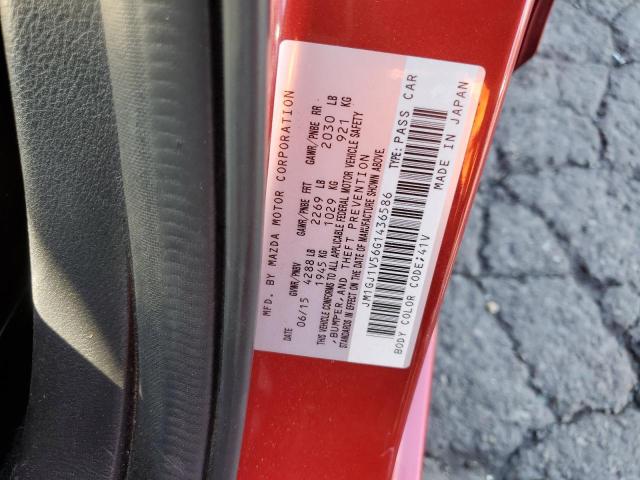 MFD. BY MAZDA MOTOR CORPORATION
DATE GVWR/PNBV GAWR/PNBE FRT GAWR/PNBE RR
06/15 4288 LB 2269 LB 2030 LB
1945 KG 1029 KG 921 KG
THIS VEHICLE CONFORMS TO ALL APPLICABLE FEDERAL MOTOR VEHICLE SAFETY
, BUMPER, AND THEFT PREVENTION
STANDARDS IN EFFECT ON THE DATE OF MANUFACTURE SHOWN ABOVE.
JM1GJ1V56G1436586 TYPE: PASS CAR
BODY COLOR CODE:41V MADE IN JAPAN